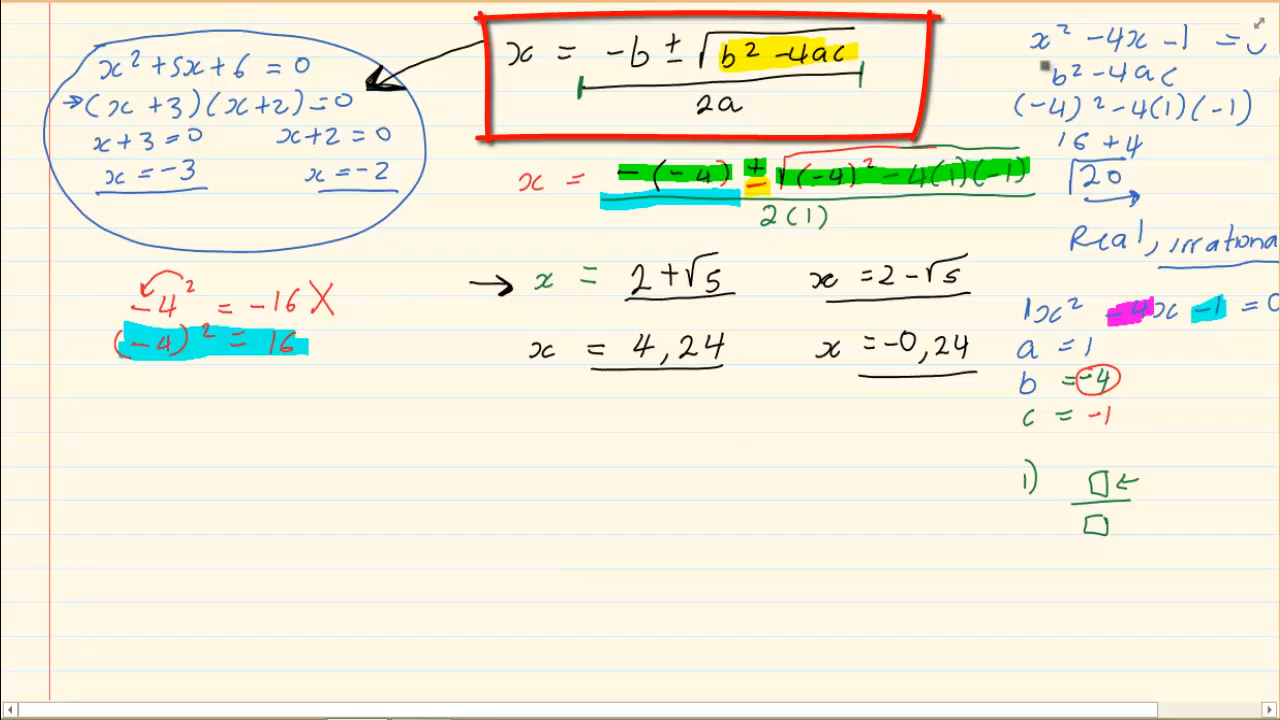 x² + 5x + 6 = 0
(x + 3)(x + 2) = 0
x + 3 = 0 x + 2 = 0
x = -3 x = -2
x = -b ± √b² - 4ac
2a
x = -(-4) ± √(-4)² - 4(1)(-1)
2(1)
x = 2 + √5 x = 2 - √5
x = 4,24 x = -0,24
-4² = -16 X
(-4)² = 16
x² - 4x - 1 = 0
b² - 4ac
(-4)² - 4(1)(-1)
16 + 4
√20
Real, irrationa
1x² - 4x - 1 = 0
a = 1
b = -4
c = -1
1)